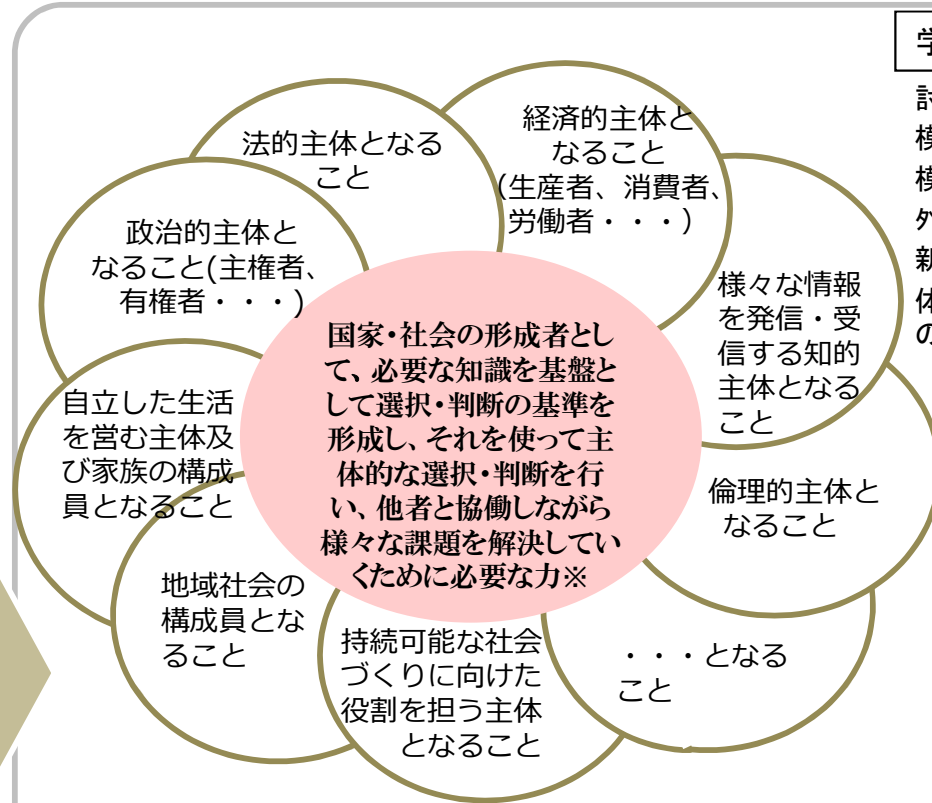 法的主体となる
こと
経済的主体と
なること
(生産者、消費者、
労働者・・・)
政治的主体と
なること(主権者、
有権者・・・)
様々な情報
を発信・受
信する知的
主体となる
こと
国家・社会の形成者とし
て、必要な知識を基盤と
して選択・判断の基準を
形成し、それを使って主
体的な選択・判断を行
い、他者と協働しながら
様々な課題を解決してい
くために必要な力※
自立した生活
を営む主体及
び家族の構成
員となること
倫理的主体と
なること
地域社会の
構成員とな
ること
持続可能な社会
づくりに向けた
役割を担う主体
となること
・・・となる
こと
学
討
模
模
新
体
の